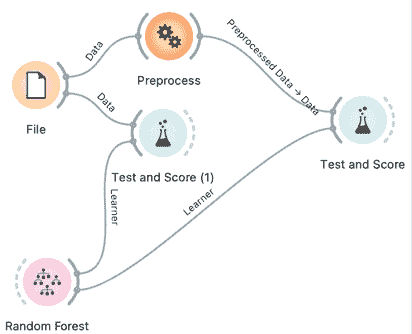 Data
Preprocessed Data → Data
Preprocess
File
Data
Test and Score (1)
Test and Score
Learner
Learner
Random Forest